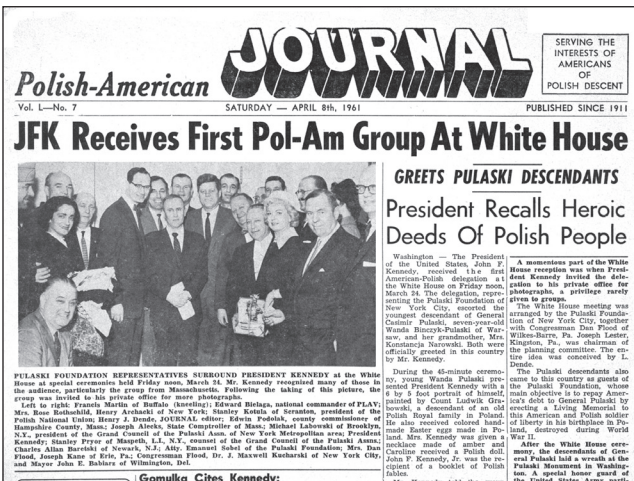 Polish-American
JOURNAL
SERVING THE
INTERESTS OF
AMERICANS
OF
POLISH DESCENT
Vol. L—No. 7
SATURDAY — APRIL 8th, 1961
PUBLISHED SINCE 1911
JFK Receives First Pol-Am Group At White House
PULASKI FOUNDATION REPRESENTATIVES SURROUND PRESIDENT KENNEDY at the White
House at special ceremonies held Friday noon, March 24. Mr. Kennedy recognized many of those in
the audience, particularly the group from Massachusetts. Following the taking of this picture, the
group was invited to his private office for more photographs.
Left to right: Francis Martin of Buffalo (kneeling); Edward Bielaga, national commander of PLAV;
Mrs. Rose Rothschild, Henry Archacki of New York; Stanley Kotula of Scranton, president of the
Polish National Union; Henry J. Dende, JOURNAL editor; Edwin Podolak, county commissioner of
Hampshire County, Mass.; Joseph Alecks, State Comptroller of Mass.; Michael Labowski of Brooklyn,
N.Y., president of the Grand Council of the Pulaski Assn. of New York Metropolitan area; President
Kennedy; Stanley Pryor of Maspeth, L.I., N.Y., counsel of the Grand Council of the Pulaski Assns.;
Charles Allan Baretski of Newark, N.J.; Atty. Emanuel Sobel of the Pulaski Foundation; Mrs. Dan
Flood, Joseph Kane of Erie, Pa.; Congressman Flood, Dr. J. Maxwell Kucharski of New York City,
and Mayor John E. Babiarz of Wilmington, Del.
Gomulka Cites Kennedy:
GREETS PULASKI DESCENDANTS
President Recalls Heroic
Deeds Of Polish People
Washington — The President
of the United States, John F.
Kennedy, received the first
American-Polish delegation at
the White House on Friday noon,
March 24. The delegation, repre-
senting the Pulaski Foundation of
New York City, escorted the
youngest descendant of General
Casimir Pulaski, seven-year-old
Wanda Binczyk-Pulaski of War-
saw, and her grandmother, Mrs.
Konstancja Narowski. Both were
officially greeted in this country
by Mr. Kennedy.
During the 45-minute ceremo-
ny, young Wanda Pulaski pre-
sented President Kennedy with a
6 by 5 foot portrait of himself,
painted by Count Ludwik Gra-
bowski, a descendant of an old
Polish Royal family in Poland.
He also received colored hand-
made Easter eggs made in Po-
land. Mrs. Kennedy was given a
necklace made of amber and
Caroline received a Polish doll.
John F. Kennedy, Jr. was the re-
cipient of a booklet of Polish
fables.
A momentous part of the White
House reception was when Presi-
dent Kennedy invited the dele-
gation to his private office for
photographs, a privilege rarely
given to groups.
The White House meeting was
arranged by the Pulaski Founda-
tion of New York City, together
with Congressman Dan Flood of
Wilkes-Barre, Pa. Joseph Lester,
Kingston, Pa., was chairman of
the planning committee. The en-
tire idea was conceived by L.
Dende.
The Pulaski descendants also
came to this country as guests of
the Pulaski Foundation, whose
main objective is to repay Amer-
ica's debt to General Pulaski by
erecting a Living Memorial to
this American and Polish soldier
of liberty in his birthplace in Po-
land, destroyed during World
War II.
After the White House cere-
mony, the descendants of Gen-
eral Pulaski laid a wreath at the
Pulaski Monument in Washing-
ton. A special honor guard of